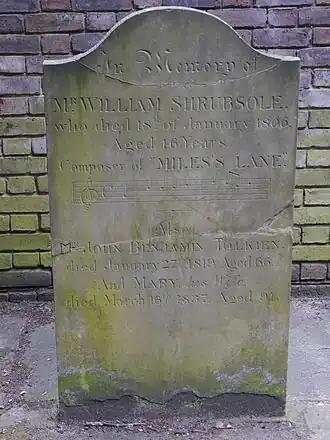 In Memory of
Mr. WILLIAM SHRUBSOLE.
who died 18th of January 1806.
Aged 46 Years
Composer of "MILES'S LANE".
Also
Mr. JOHN BENJAMIN TOLKIEN.
died January 27th 1819 Aged 66.
And MARY, his Wife
died March 16th 1837. Aged